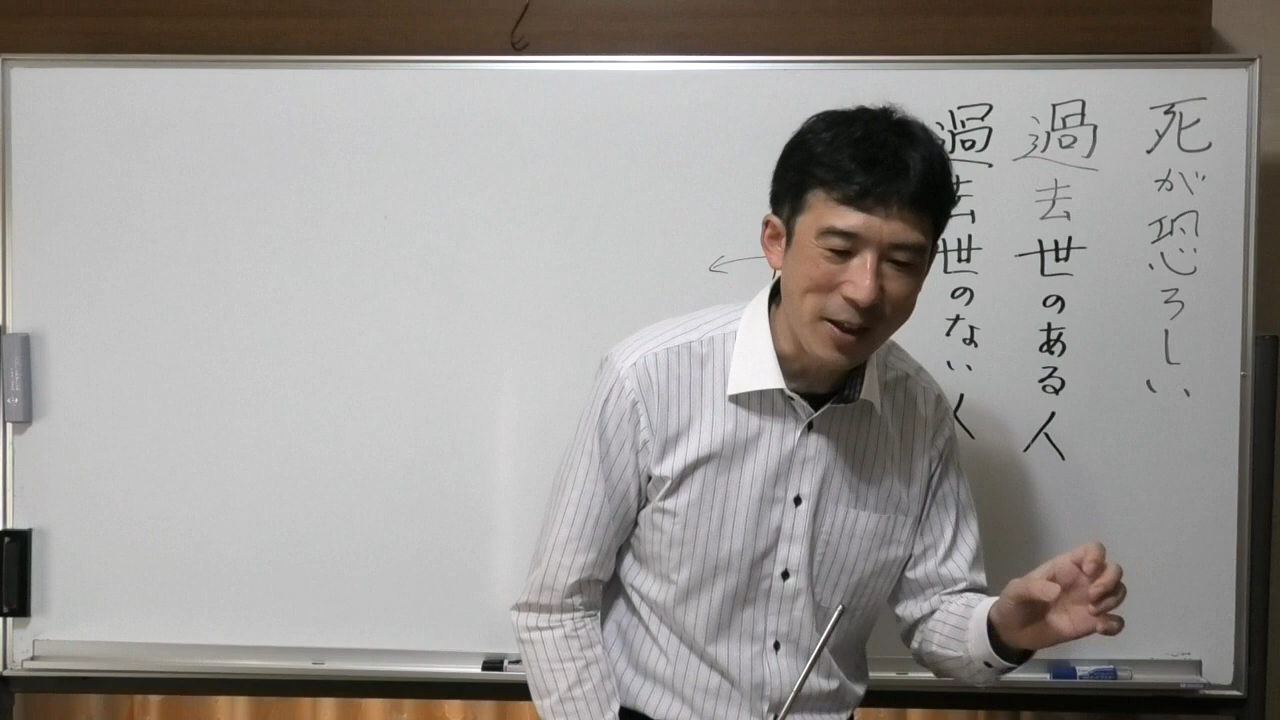 死が恐ろしい
過去世のある人
過去世のない人